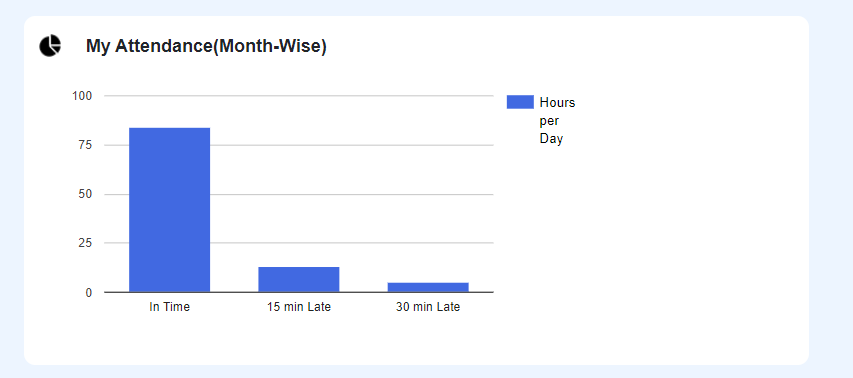 My Attendance(Month-Wise)
100
75
50
25
0
In Time
15 min Late
30 min Late
Hours
per
Day